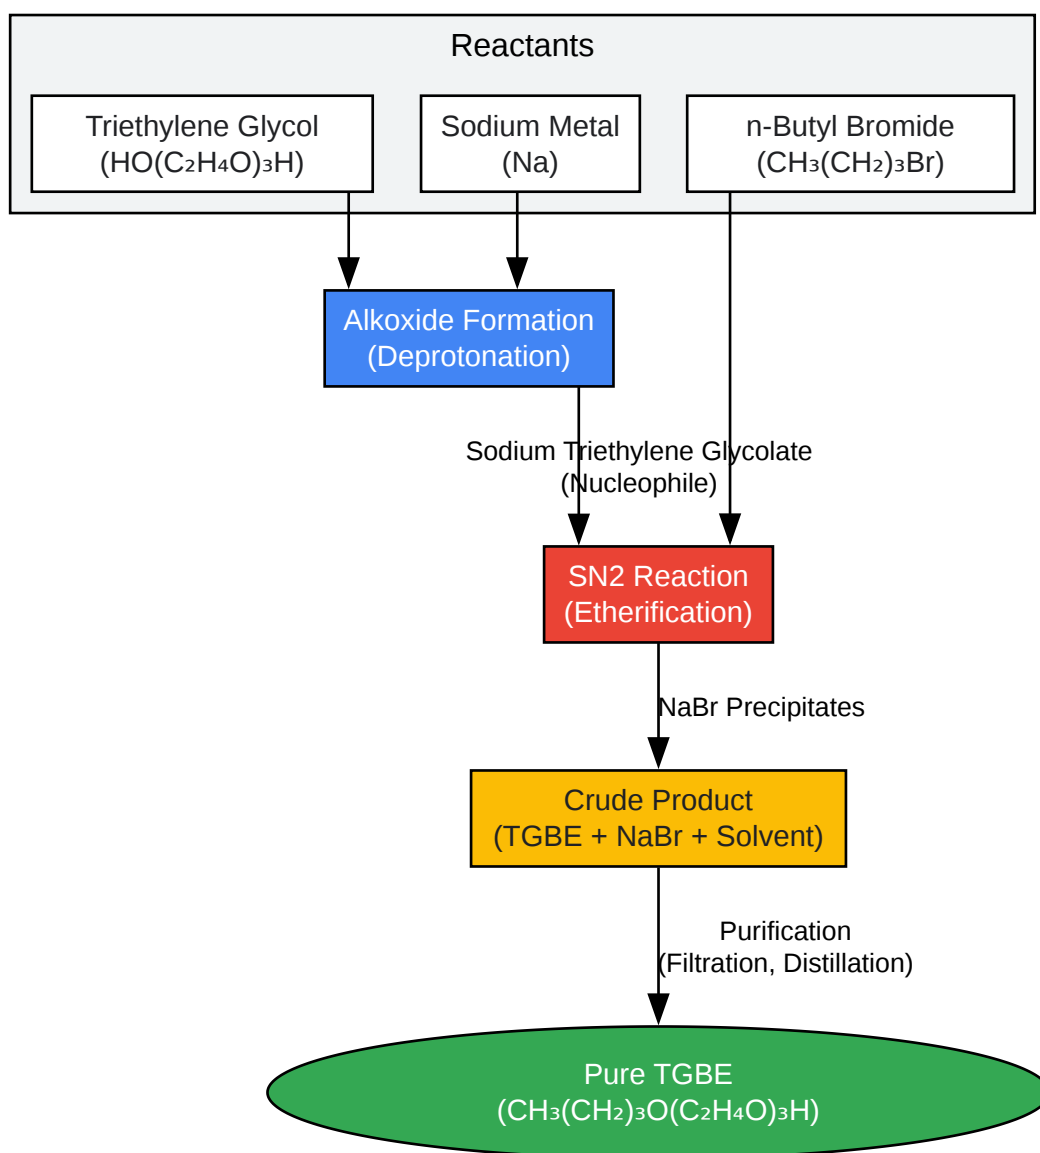 Reactants
Triethylene Glycol
(HO(C₂H₄O)₃H)
Sodium Metal
(Na)
n-Butyl Bromide
(CH₃(CH₂)₃Br)
Alkoxide Formation
(Deprotonation)
Sodium Triethylene Glycolate
(Nucleophile)
SN2 Reaction
(Etherification)
NaBr Precipitates
Crude Product
(TGBE + NaBr + Solvent)
Purification
(Filtration, Distillation)
Pure TGBE
(CH₃(CH₂)₃O(C₂H₄O)₃H)